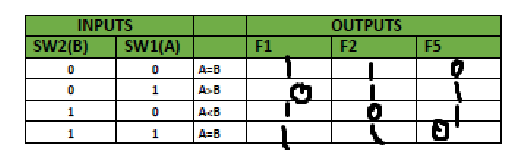 INPUTS OUTPUTS
SW2(B) SW1(A) F1 F2 F5
0 0 A=B 1 1 0
0 1 A>B 0 1 1
1 0 A<B 1 0 1
1 1 A=B 1 1 0